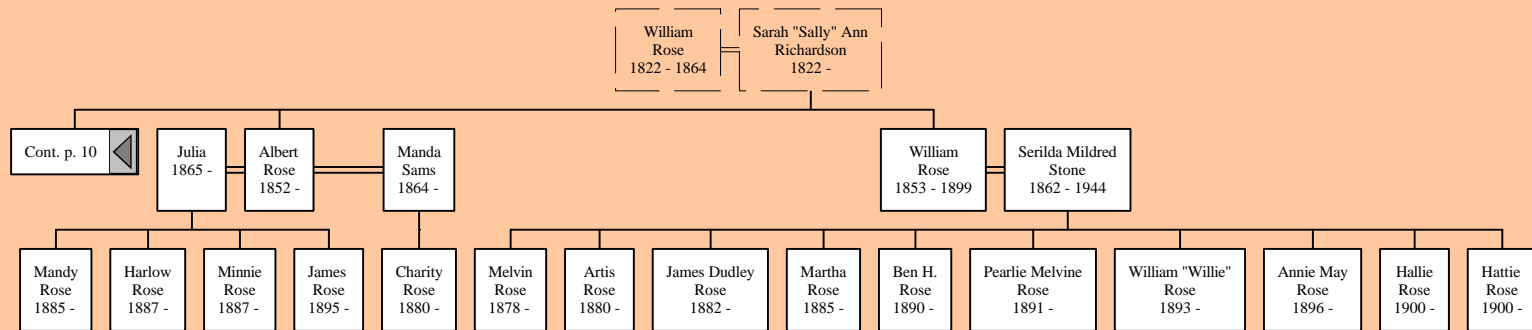 William
Rose
1822 - 1864
Sarah "Sally" Ann
Richardson
1822 -
Cont. p. 10
Julia
1865 -
Albert
Rose
1852 -
Manda
Sams
1864 -
William
Rose
1853 - 1899
Serilda Mildred
Stone
1862 - 1944
Mandy
Rose
1885 -
Harlow
Rose
1887 -
Minnie
Rose
1887 -
James
Rose
1895 -
Charity
Rose
1880 -
Melvin
Rose
1878 -
Artis
Rose
1880 -
James Dudley
Rose
1882 -
Martha
Rose
1885 -
Ben H.
Rose
1890 -
Pearlie Melvine
Rose
1891 -
William "Willie"
Rose
1893 -
Annie May
Rose
1896 -
Hallie
Rose
1900 -
Hattie
Rose
1900 -